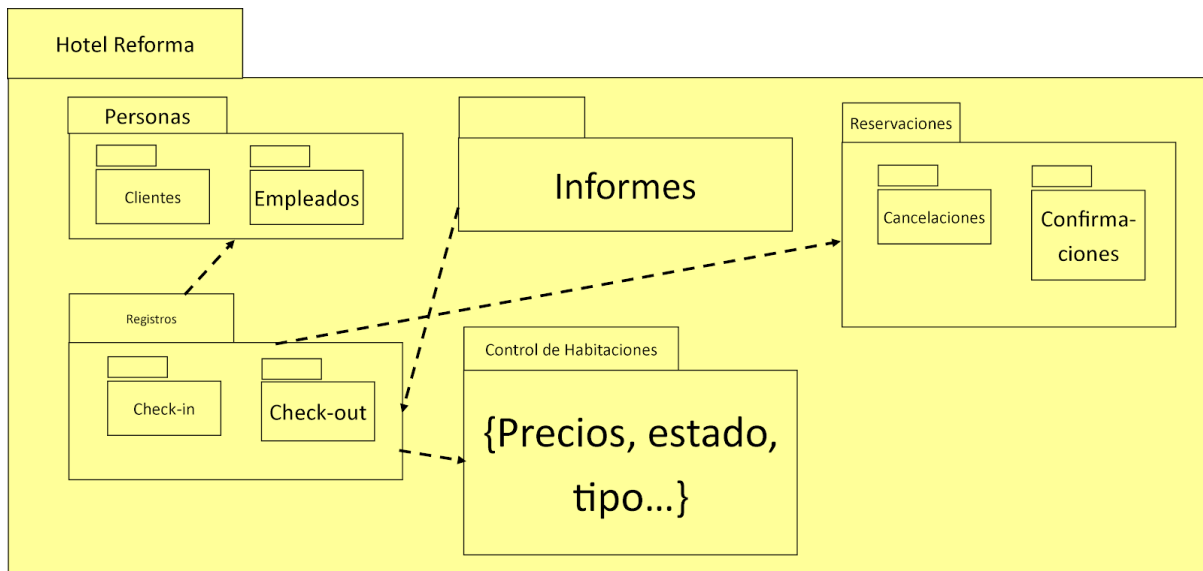 Hotel Reforma
Personas
Clientes
Empleados
Informes
Reservaciones
Cancelaciones
Confirma-
ciones
Registros
Check-in
Check-out
Control de Habitaciones
{Precios, estado,
tipo...}